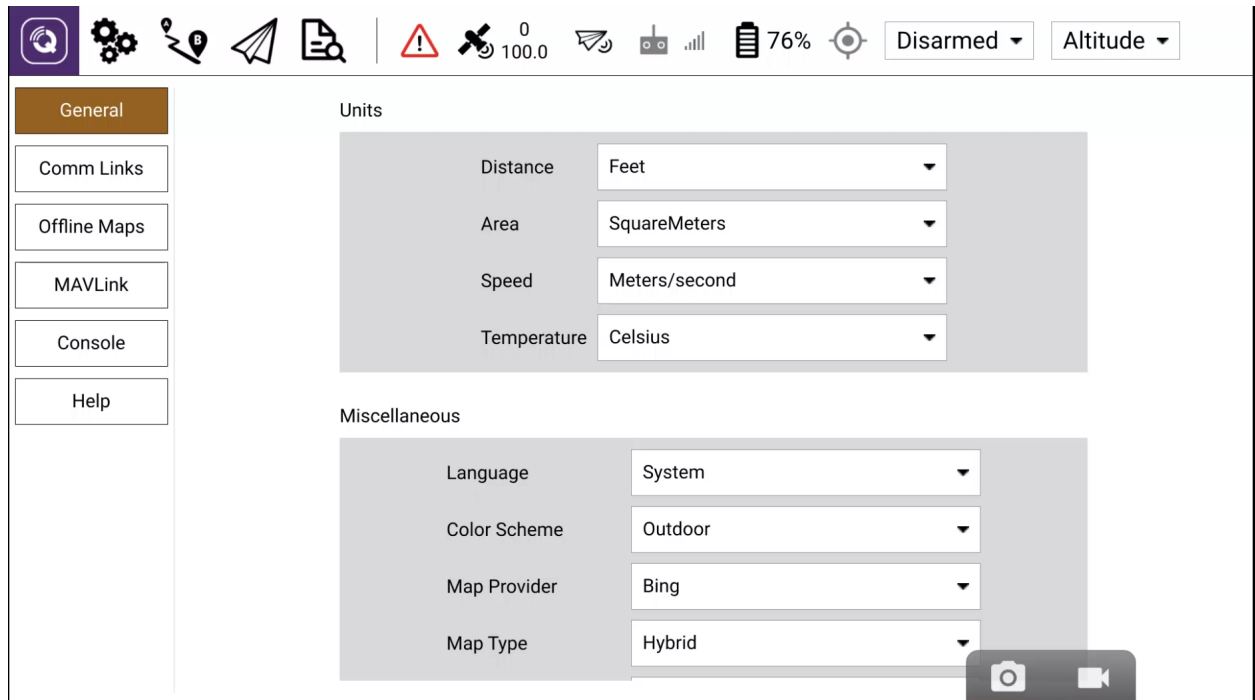 A
B
0
100.0
76%
Disarmed
Altitude
General
Comm Links
Offline Maps
MAVLink
Console
Help
Units
Distance
Feet
Area
SquareMeters
Speed
Meters/second
Temperature
Celsius
Miscellaneous
Language
System
Color Scheme
Outdoor
Map Provider
Bing
Map Type
Hybrid